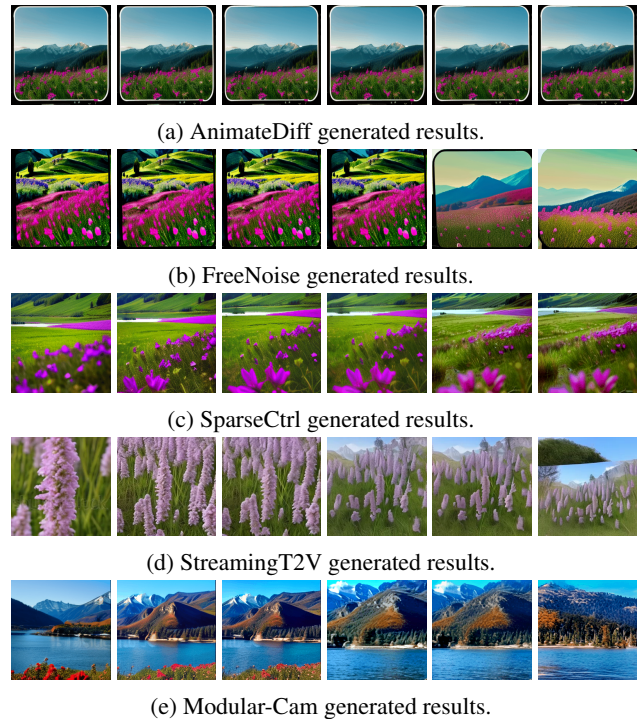 (a) AnimateDiff generated results.
(b) FreeNoise generated results.
(c) SparseCtrl generated results.
(d) StreamingT2V generated results.
(e) Modular-Cam generated results.